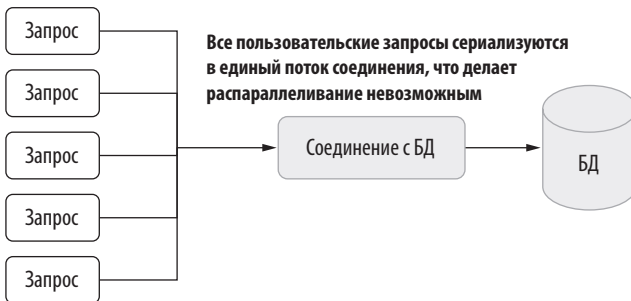 Запрос
Все пользовательские запросы сериализуются
в единый поток соединения, что делает
распараллеливание невозможным
Запрос
Запрос
Соединение с БД
БД
Запрос
Запрос